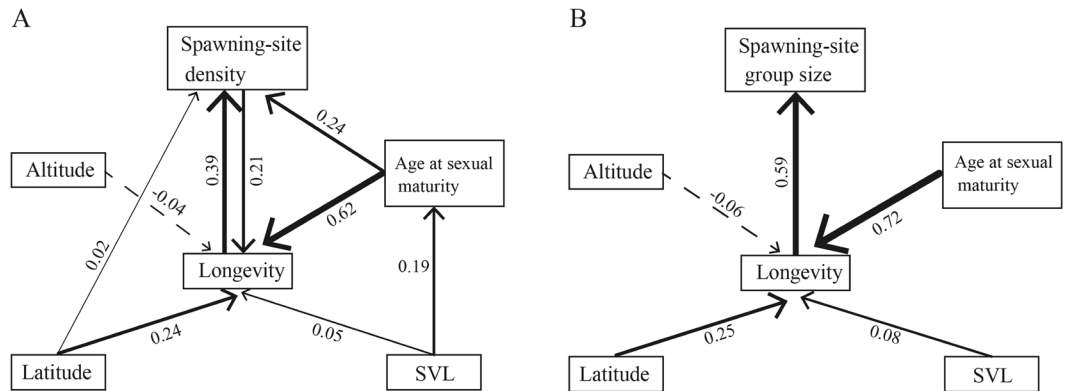 A
Spawning-site
density
Altitude
-0.04
0.02
0.39
0.21
0.24
Age at sexual
maturity
0.62
0.19
Longevity
0.24
0.05
Latitude
SVL
B
Spawning-site
group size
Altitude
-0.06
0.59
Age at sexual
maturity
0.72
Longevity
0.25
0.08
Latitude
SVL